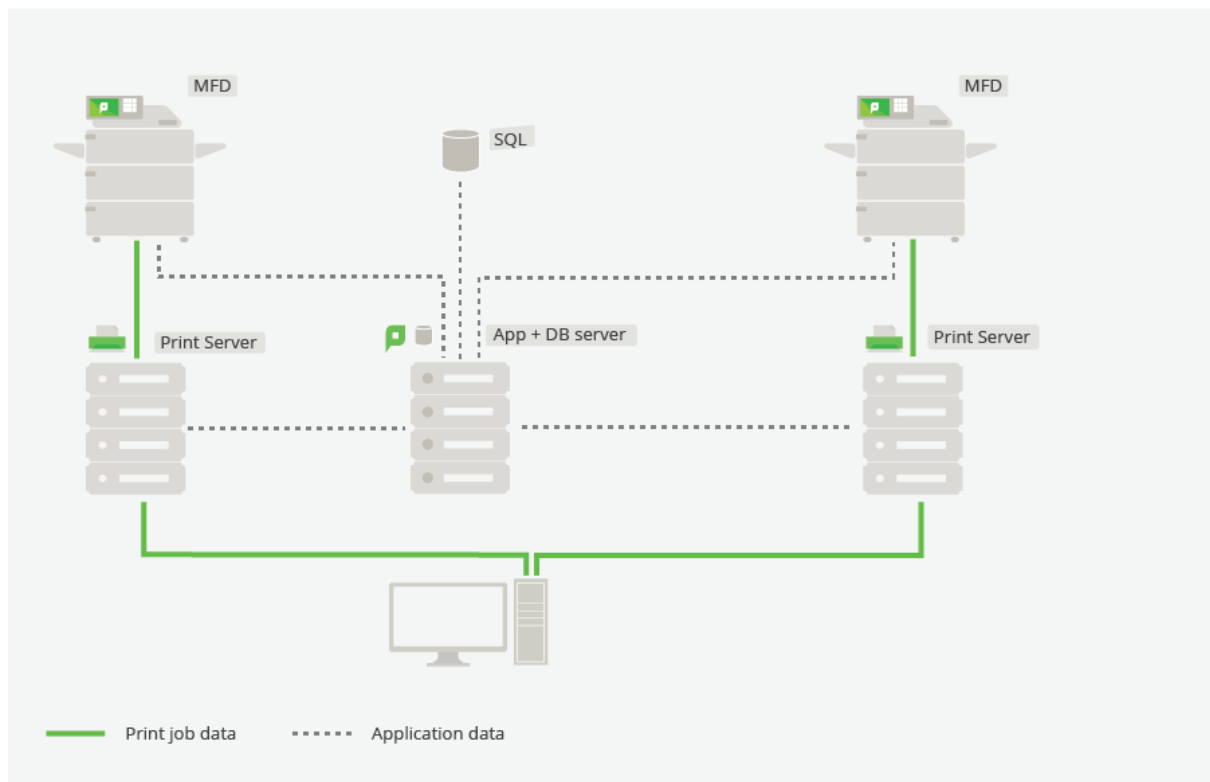 MFD
MFD
SQL
Print Server
App + DB server
Print Server
Print job data
Application data